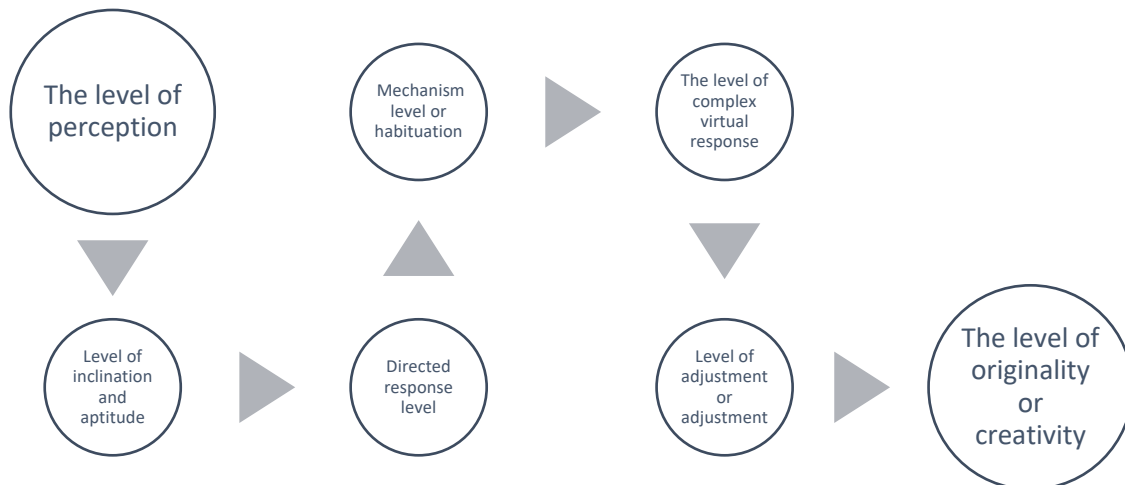 The level of
perception
Level of
inclination
and
aptitude
Directed
response
level
Mechanism
level or
habituation
The level of
complex
virtual
response
Level of
adjustment
or
adjustment
The level of
originality
or
creativity